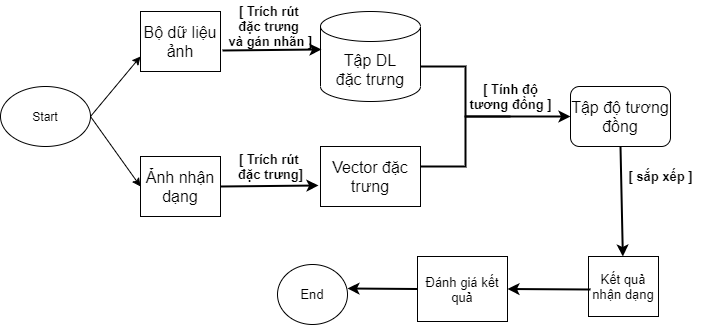 [ Trích rút
đặc trưng
và gán nhãn ]
Bộ dữ liệu
ảnh
Tập DL
đặc trưng
[ Tính độ
tương đồng ]
Tập độ tương
đồng
Start
[ Trích rút
đặc trưng]
Ảnh nhận
dạng
Vector đặc
trưng
[ sắp xếp ]
End
Đánh giá kết
quả
Kết quả
nhận dạng